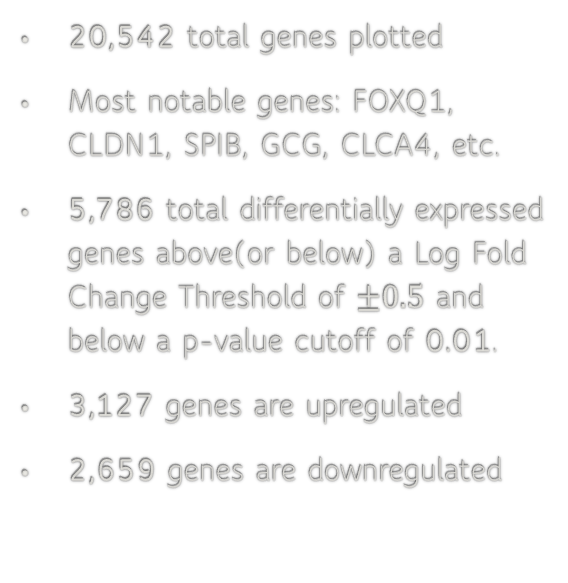 • 20,542 total genes plotted
• Most notable genes: FOXQ1,
CLDN1, SPIB, GCG, CLCA4, etc.
• 5,786 total differentially expressed
genes above(or below) a Log Fold
Change Threshold of ±0.5 and
below a p-value cutoff of 0.01.
• 3,127 genes are upregulated
• 2,659 genes are downregulated